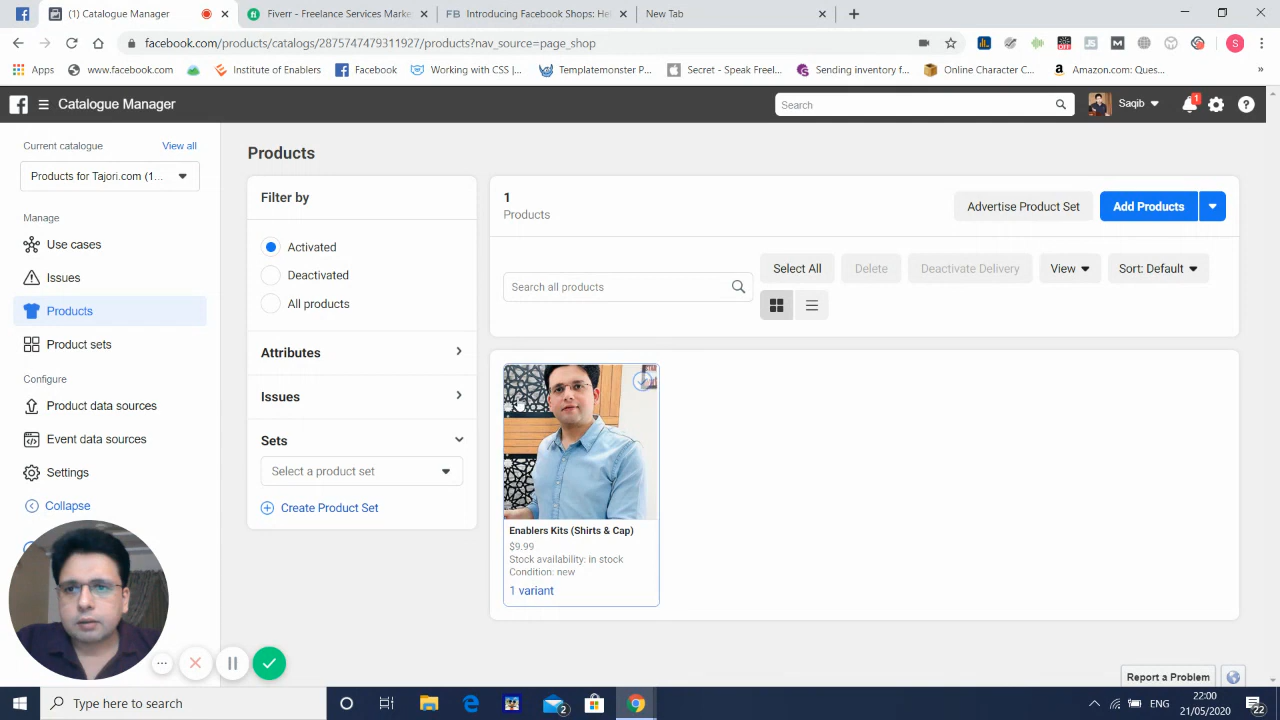 (1) Catalogue Manager
Fiverr - Freelance Services Marke
FB Introducing Facebook Shops: Hel
New Tab
facebook.com/products/catalogs/2875747479311927/products?nav_source=page_shop
Apps
www.facebook.com
Institute of Enablers
Facebook
Working with CSS |...
Templatemonster P...
Secret - Speak Freel...
Sending inventory f...
Online Character C...
Amazon.com: Ques...
Catalogue Manager
Search
Saqib
1
Current catalogue
View all
Products for Tajori.com (1...
Manage
Use cases
Issues
Products
Product sets
Configure
Product data sources
Event data sources
Settings
Collapse
Products
Filter by
Activated
Deactivated
All products
Attributes
Issues
Sets
Select a product set
Create Product Set
1
Products
Advertise Product Set
Add Products
Search all products
Select All
Delete
Deactivate Delivery
View
Sort: Default
Enablers Kits (Shirts & Cap)
$9.99
Stock availability: in stock
Condition: new
1 variant
Report a Problem
Type here to search
2
ENG
22:00
21/05/2020
22